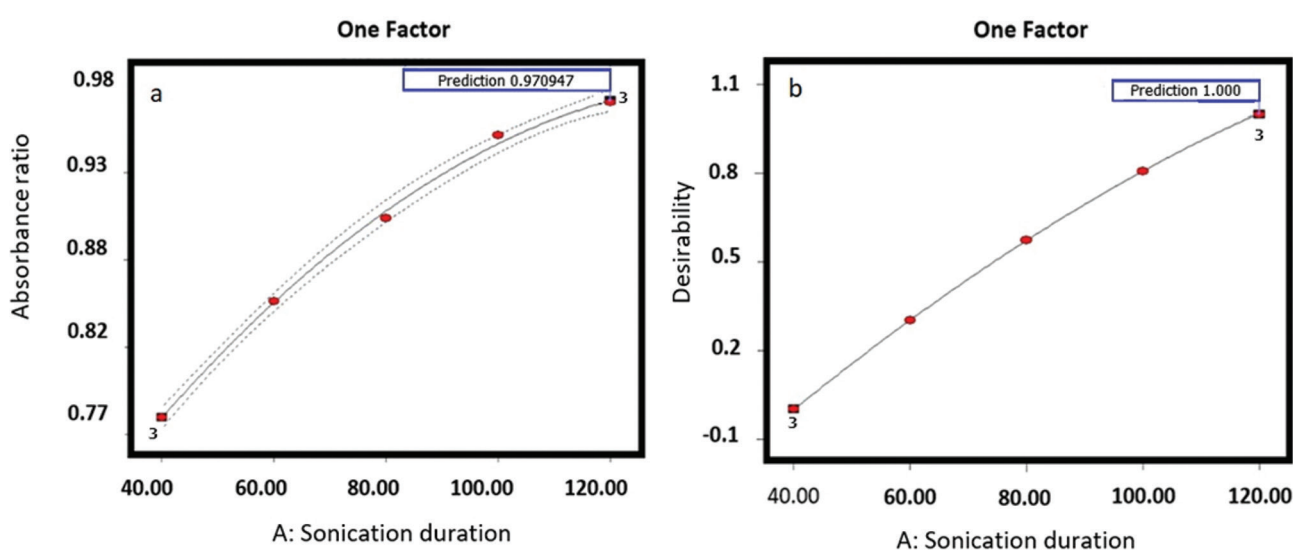 One Factor
a
Prediction 0.970947
3
3
0.98
0.93
0.88
0.82
0.77
Absorbance ratio
40.00 60.00 80.00 100.00 120.00
A: Sonication duration
One Factor
b
Prediction 1.000
3
3
1.1
0.8
0.5
0.2
-0.1
Desirability
40.00 60.00 80.00 100.00 120.00
A: Sonication duration